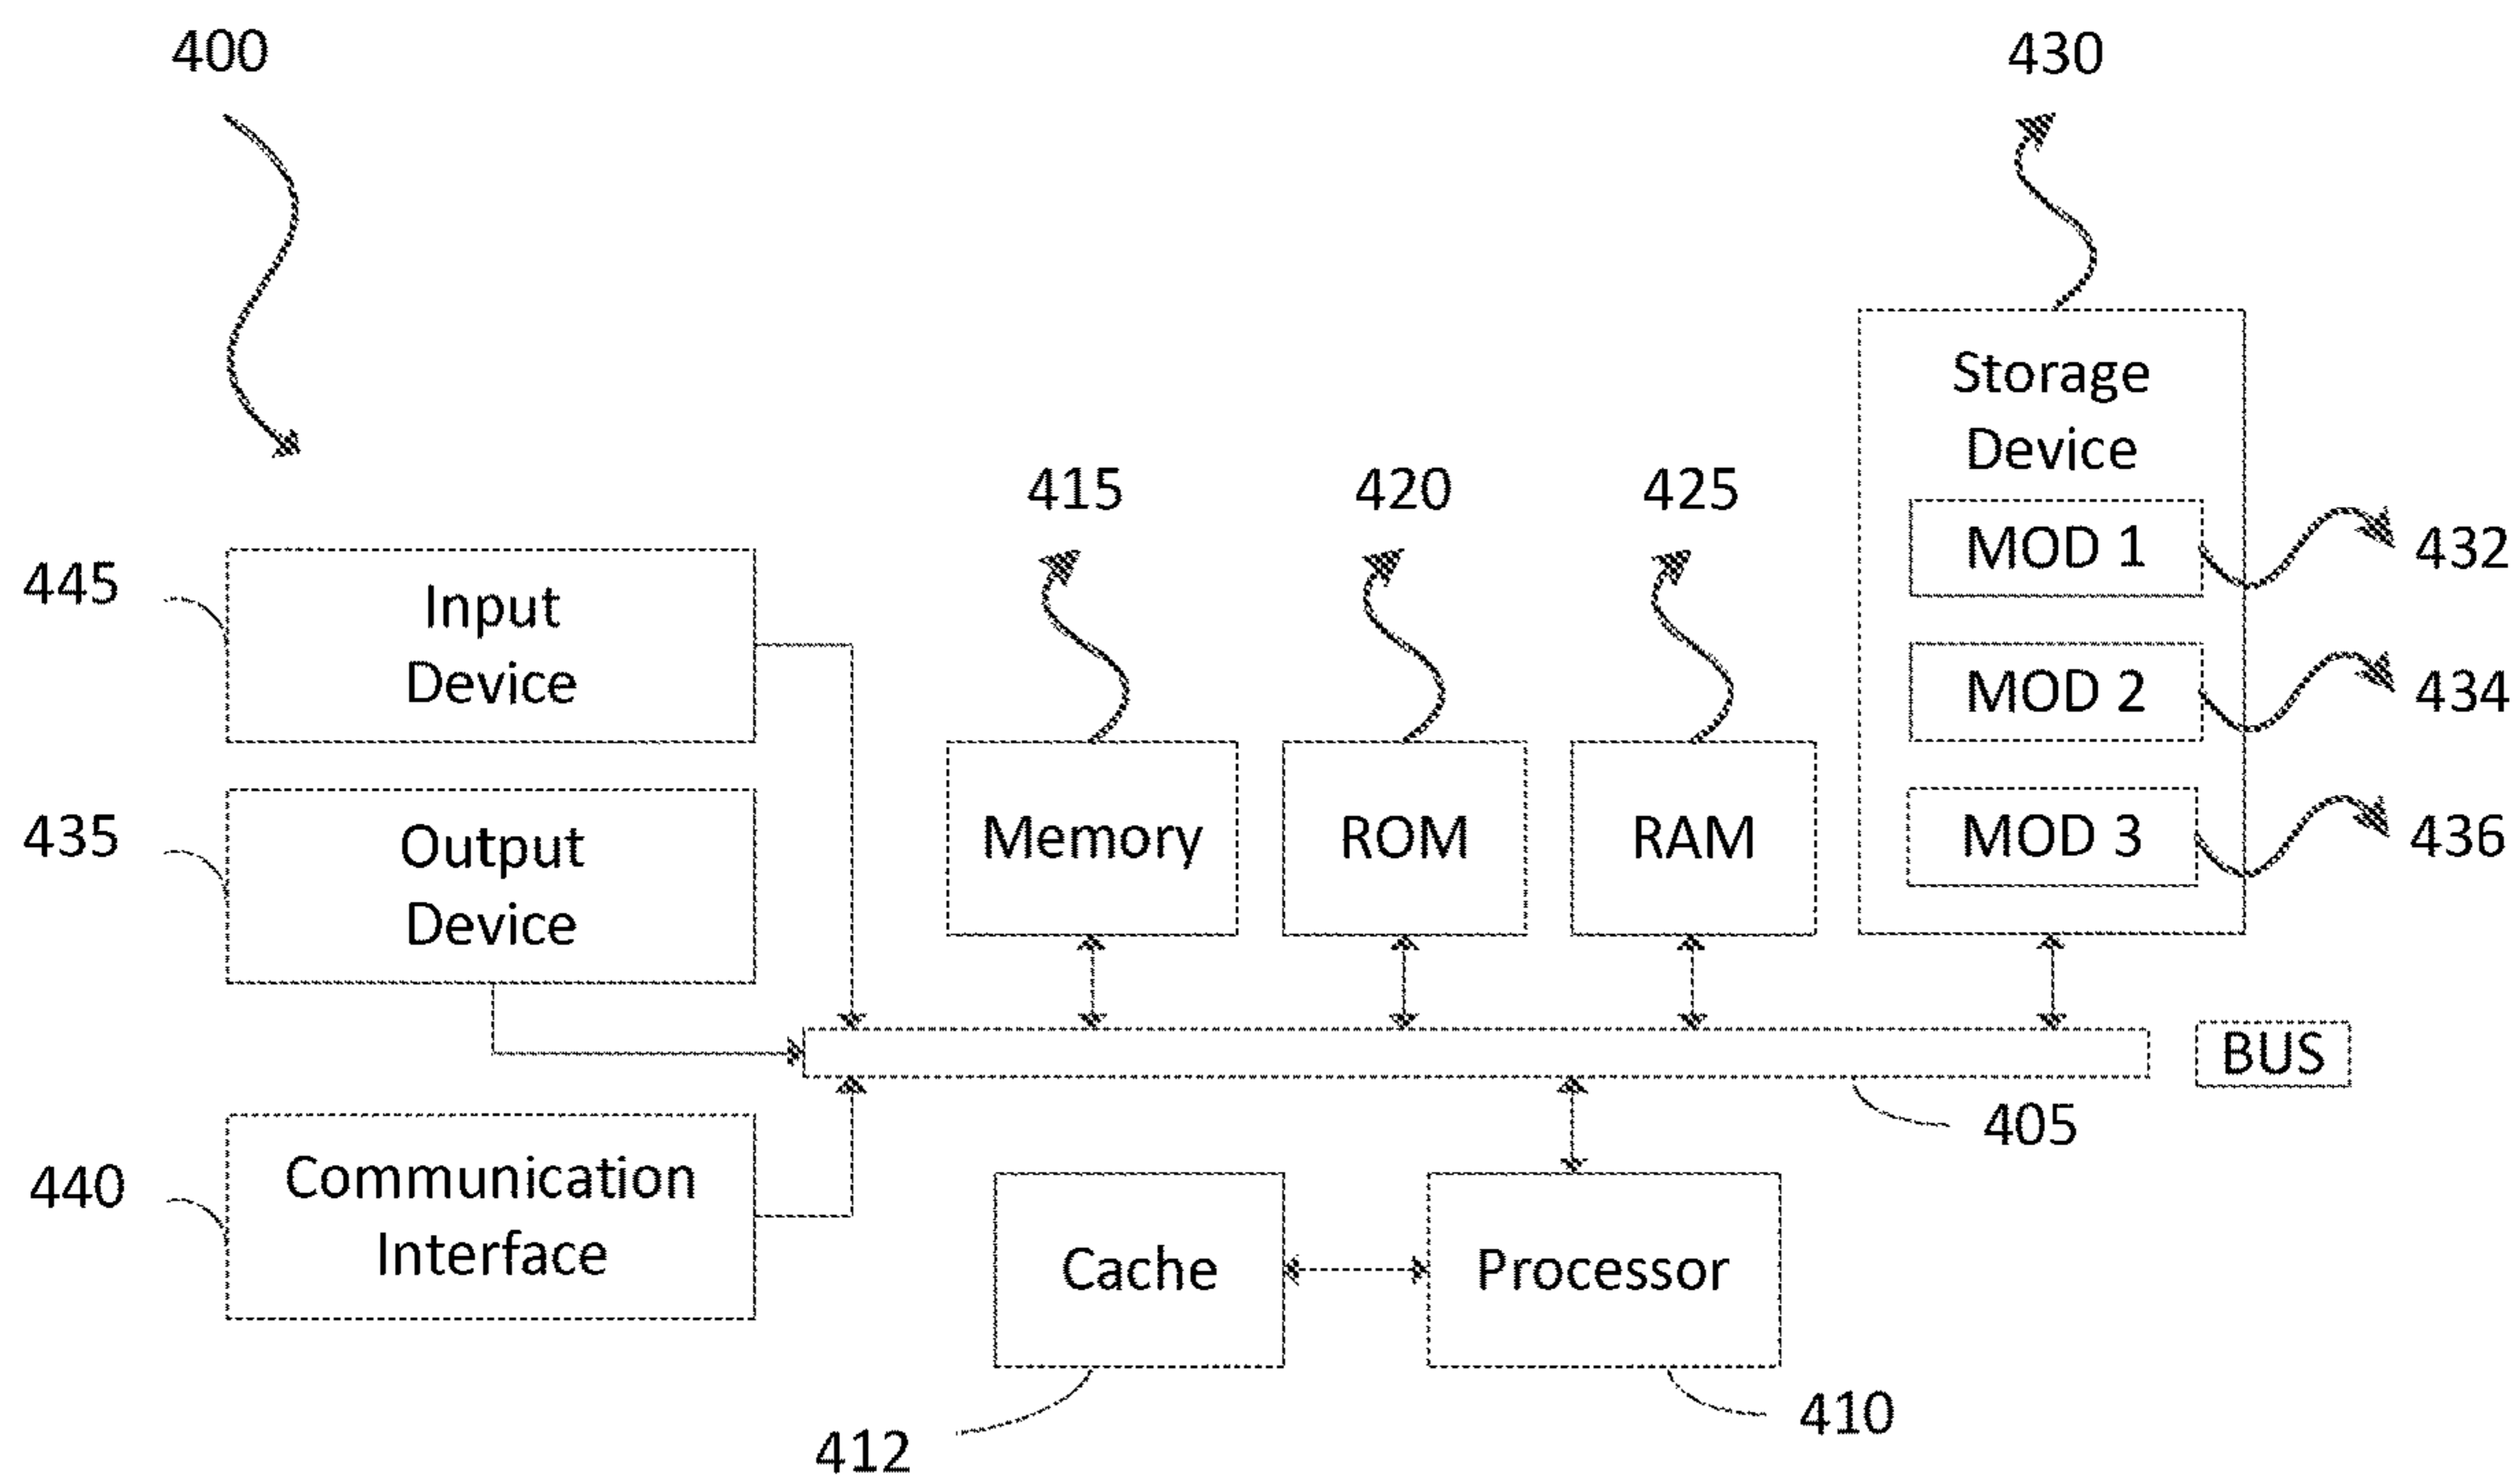 400
430
Storage
Device
415
420
425
MOD 1
432
445
Input
Device
MOD 2
434
435
Output
Device
Memory
ROM
RAM
MOD 3
436
BUS
405
440
Communication
Interface
Cache
Processor
412
410